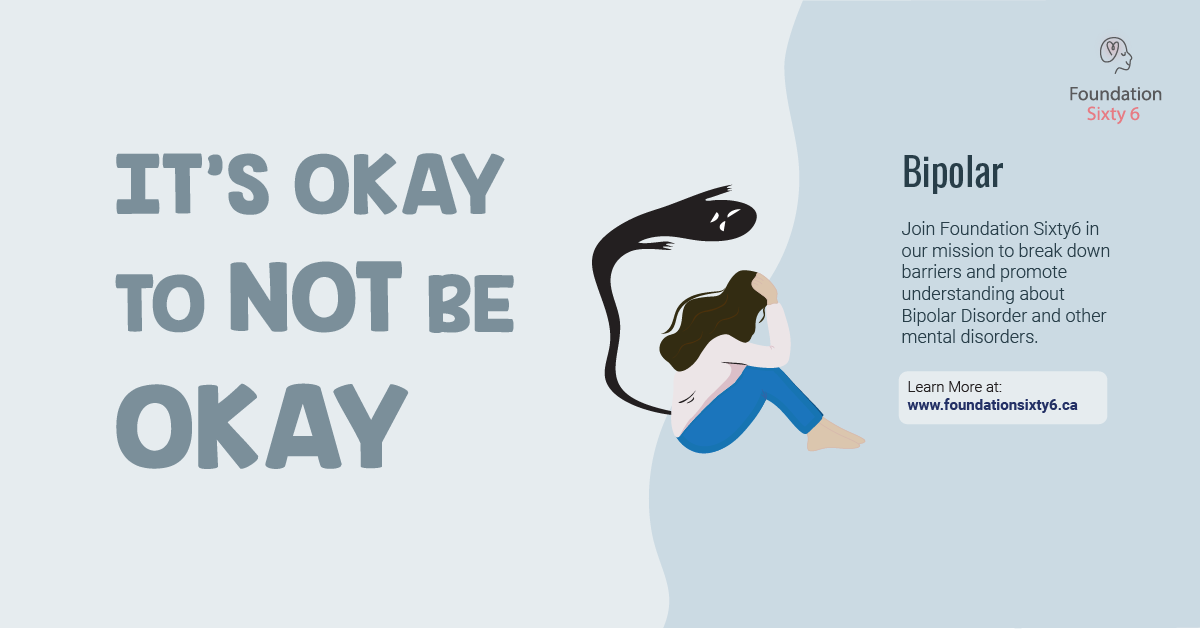 IT'S OKAY
TO NOT BE
OKAY
Foundation
Sixty 6
Bipolar
Join Foundation Sixty6 in
our mission to break down
barriers and promote
understanding about
Bipolar Disorder and other
mental disorders.
Learn More at:
www.foundationsixty6.ca